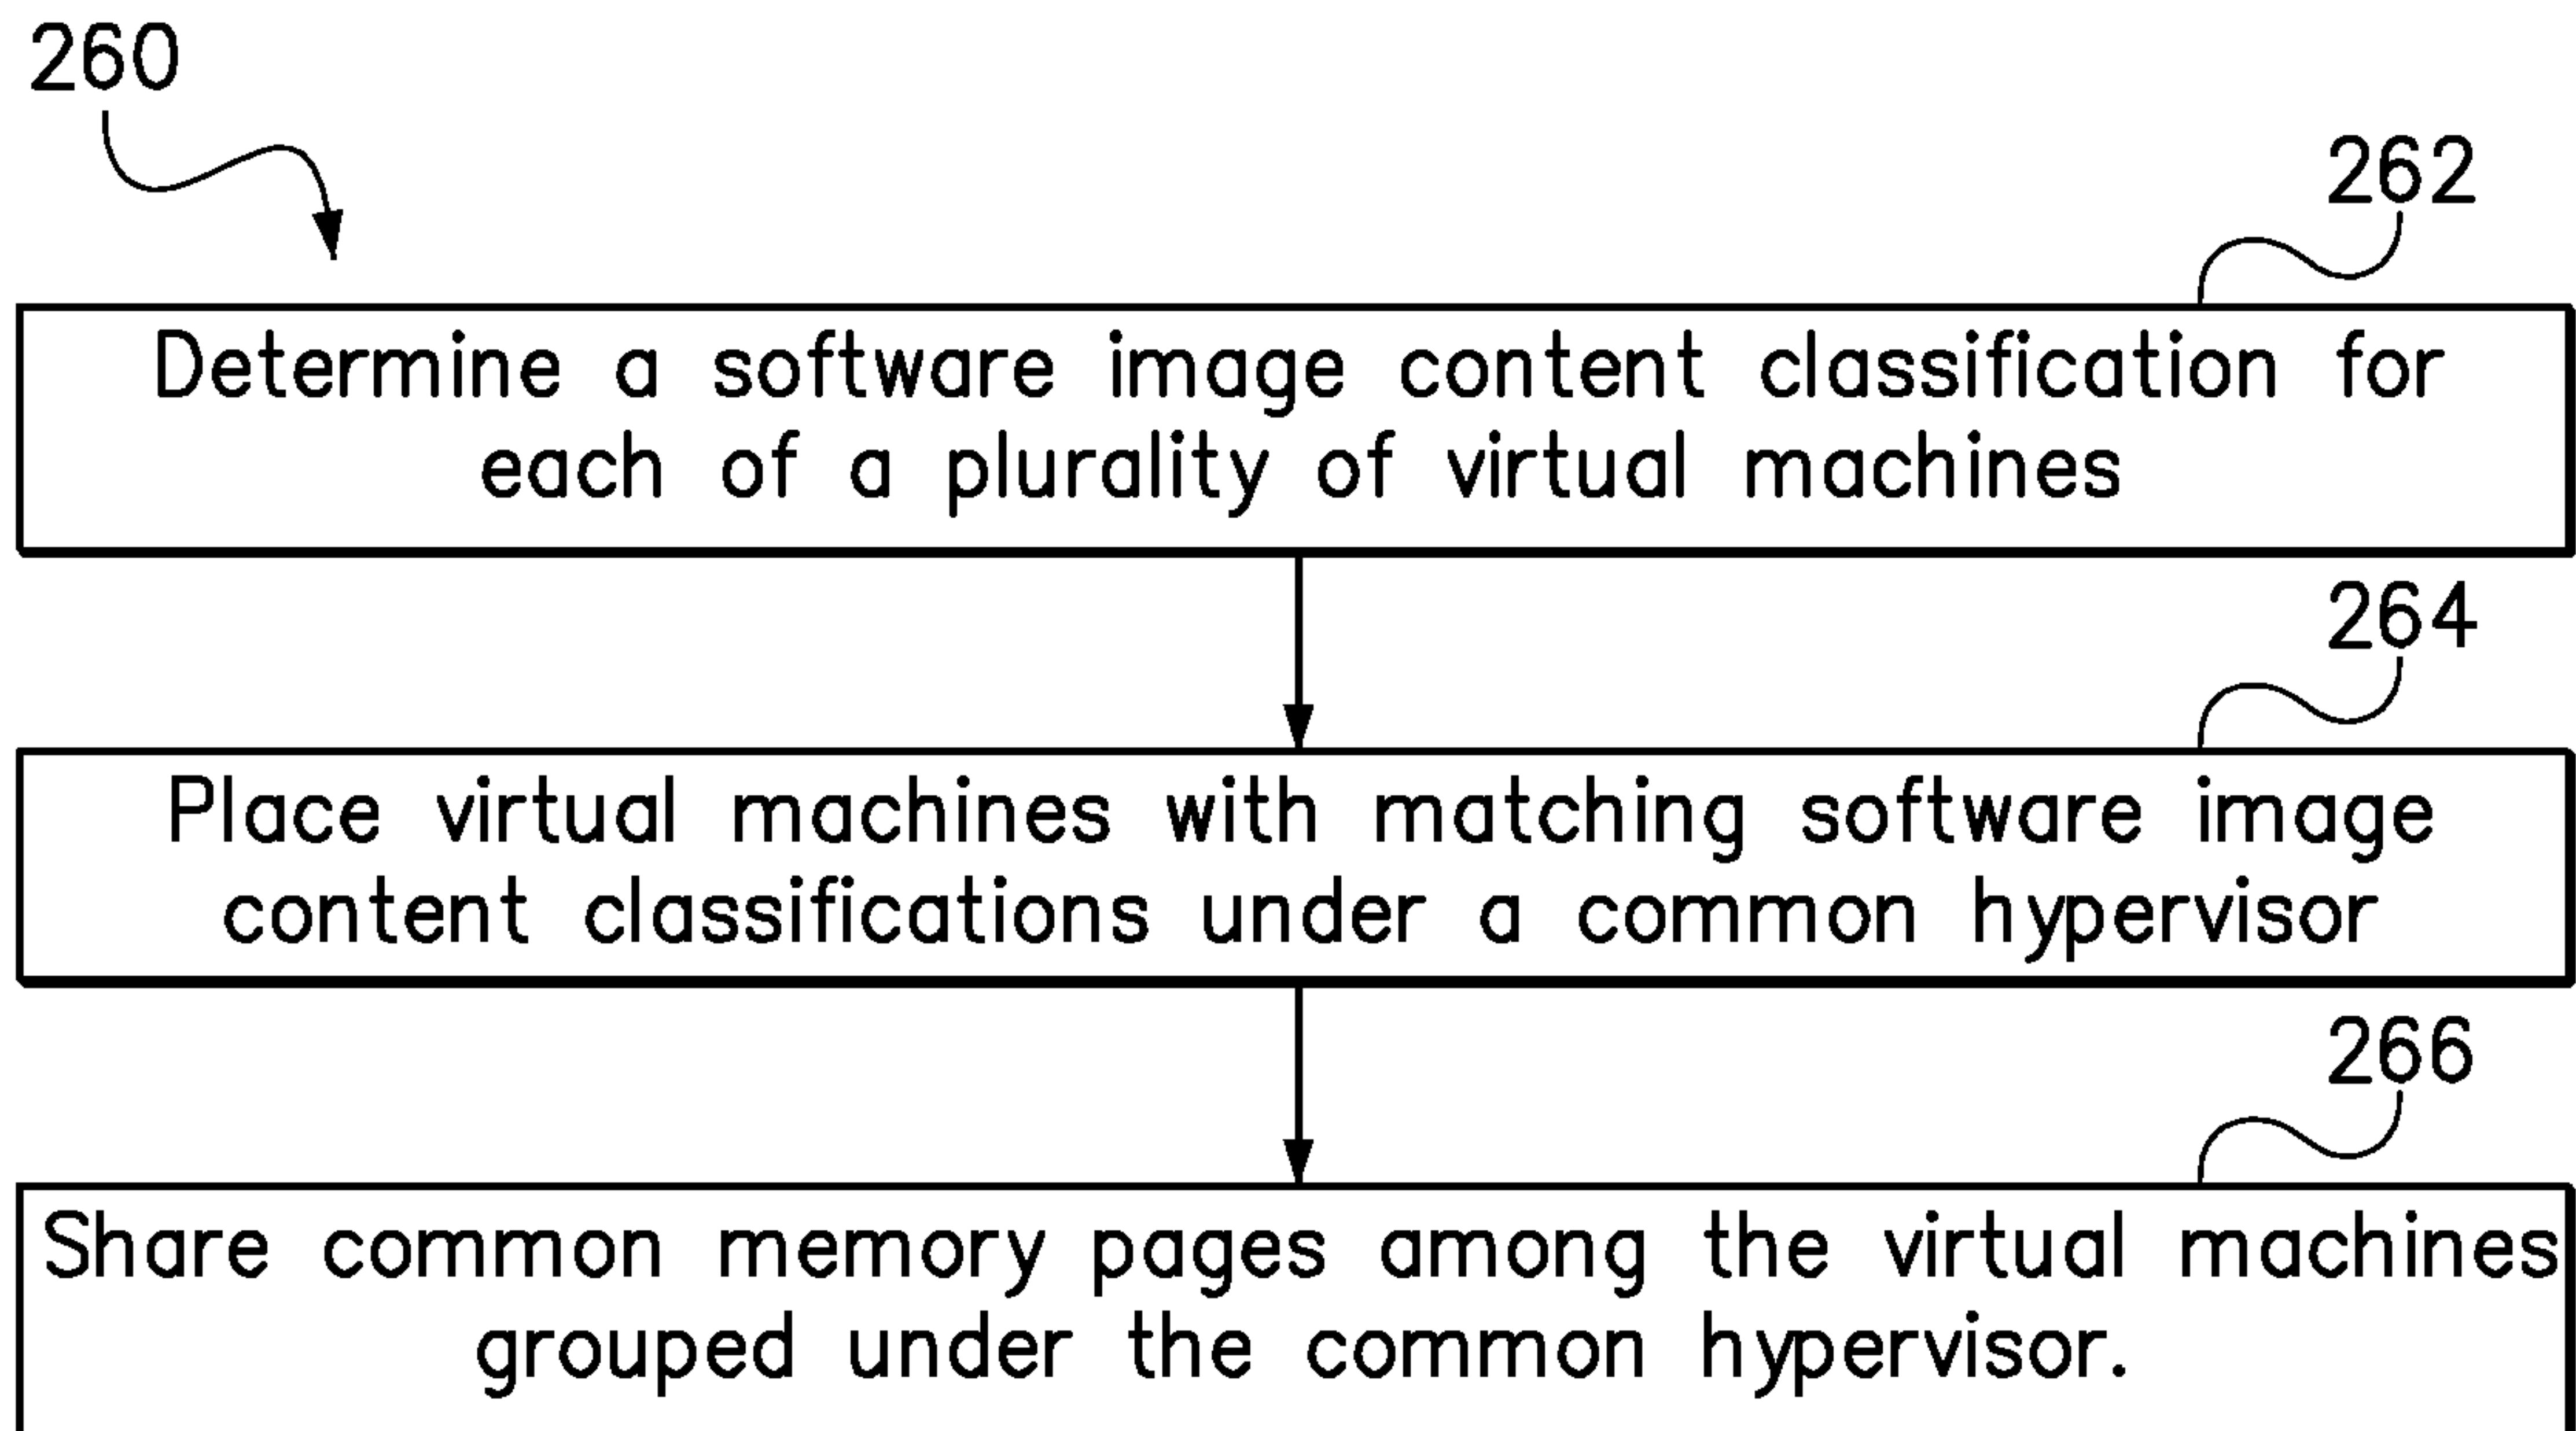 260
262
Determine a software image content classification for
each of a plurality of virtual machines
264
Place virtual machines with matching software image
content classifications under a common hypervisor
266
Share common memory pages among the virtual machines
grouped under the common hypervisor.